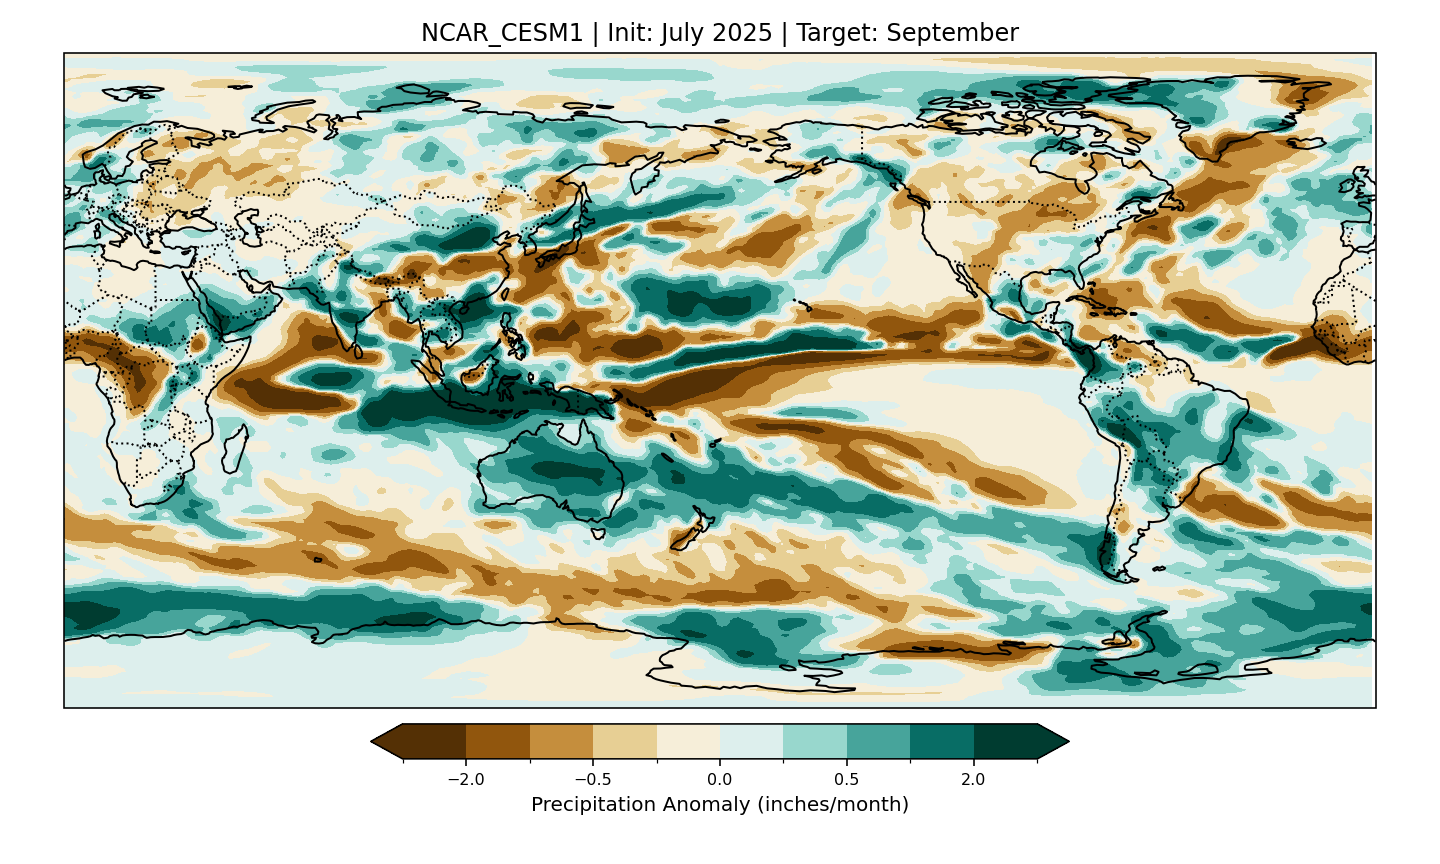 NCAR_CESM1 | Init: July 2025 | Target: September
−2.0 −0.5 0.0 0.5 2.0
Precipitation Anomaly (inches/month)